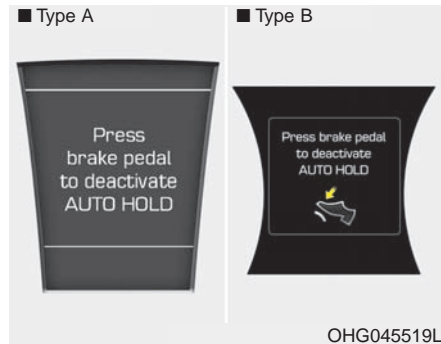 ■ Type A
Press
brake pedal
to deactivate
AUTO HOLD
■ Type B
Press brake pedal
to deactivate
AUTO HOLD
OHG045519L